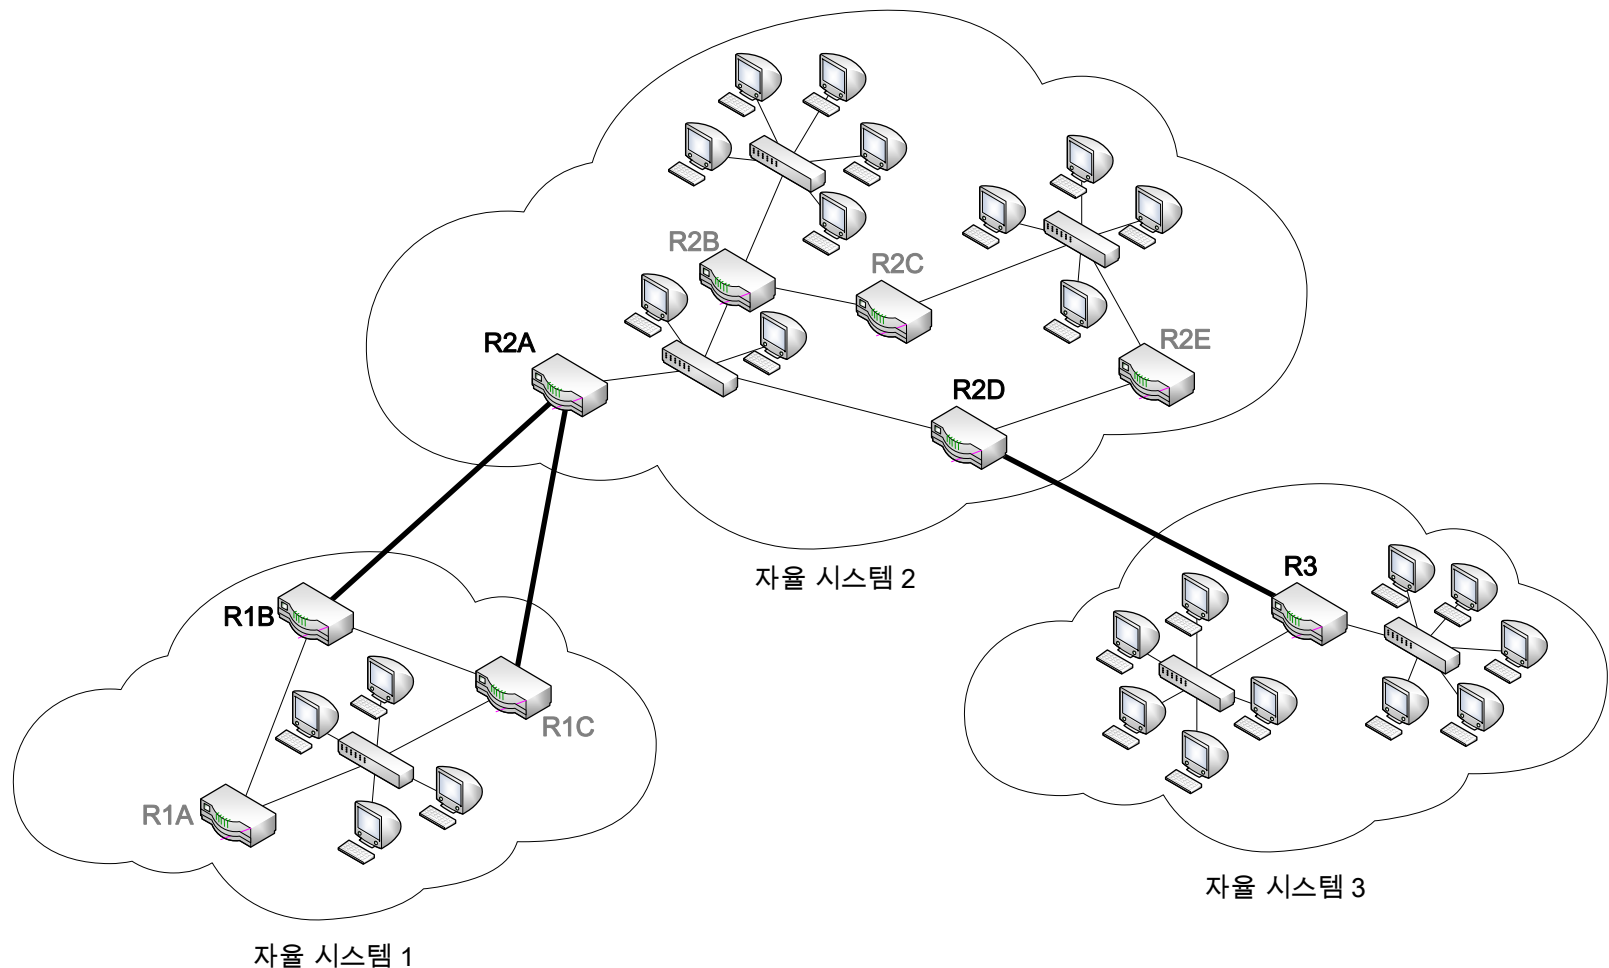 R2B
R2C
R2A
R2E
R2D
자율 시스템 2
R3
R1B
R1C
R1A
자율 시스템 3
자율 시스템 1